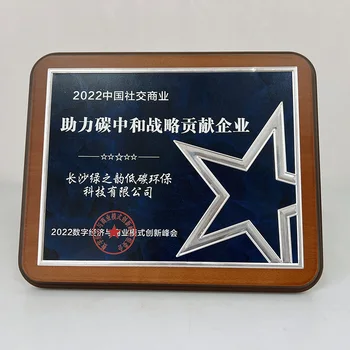 2022中国社交商业
助力碳中和战略贡献企业
☆☆☆☆☆
长沙绿之韵低碳环保
科技有限公司
2022数字经济与商业模式创新峰会